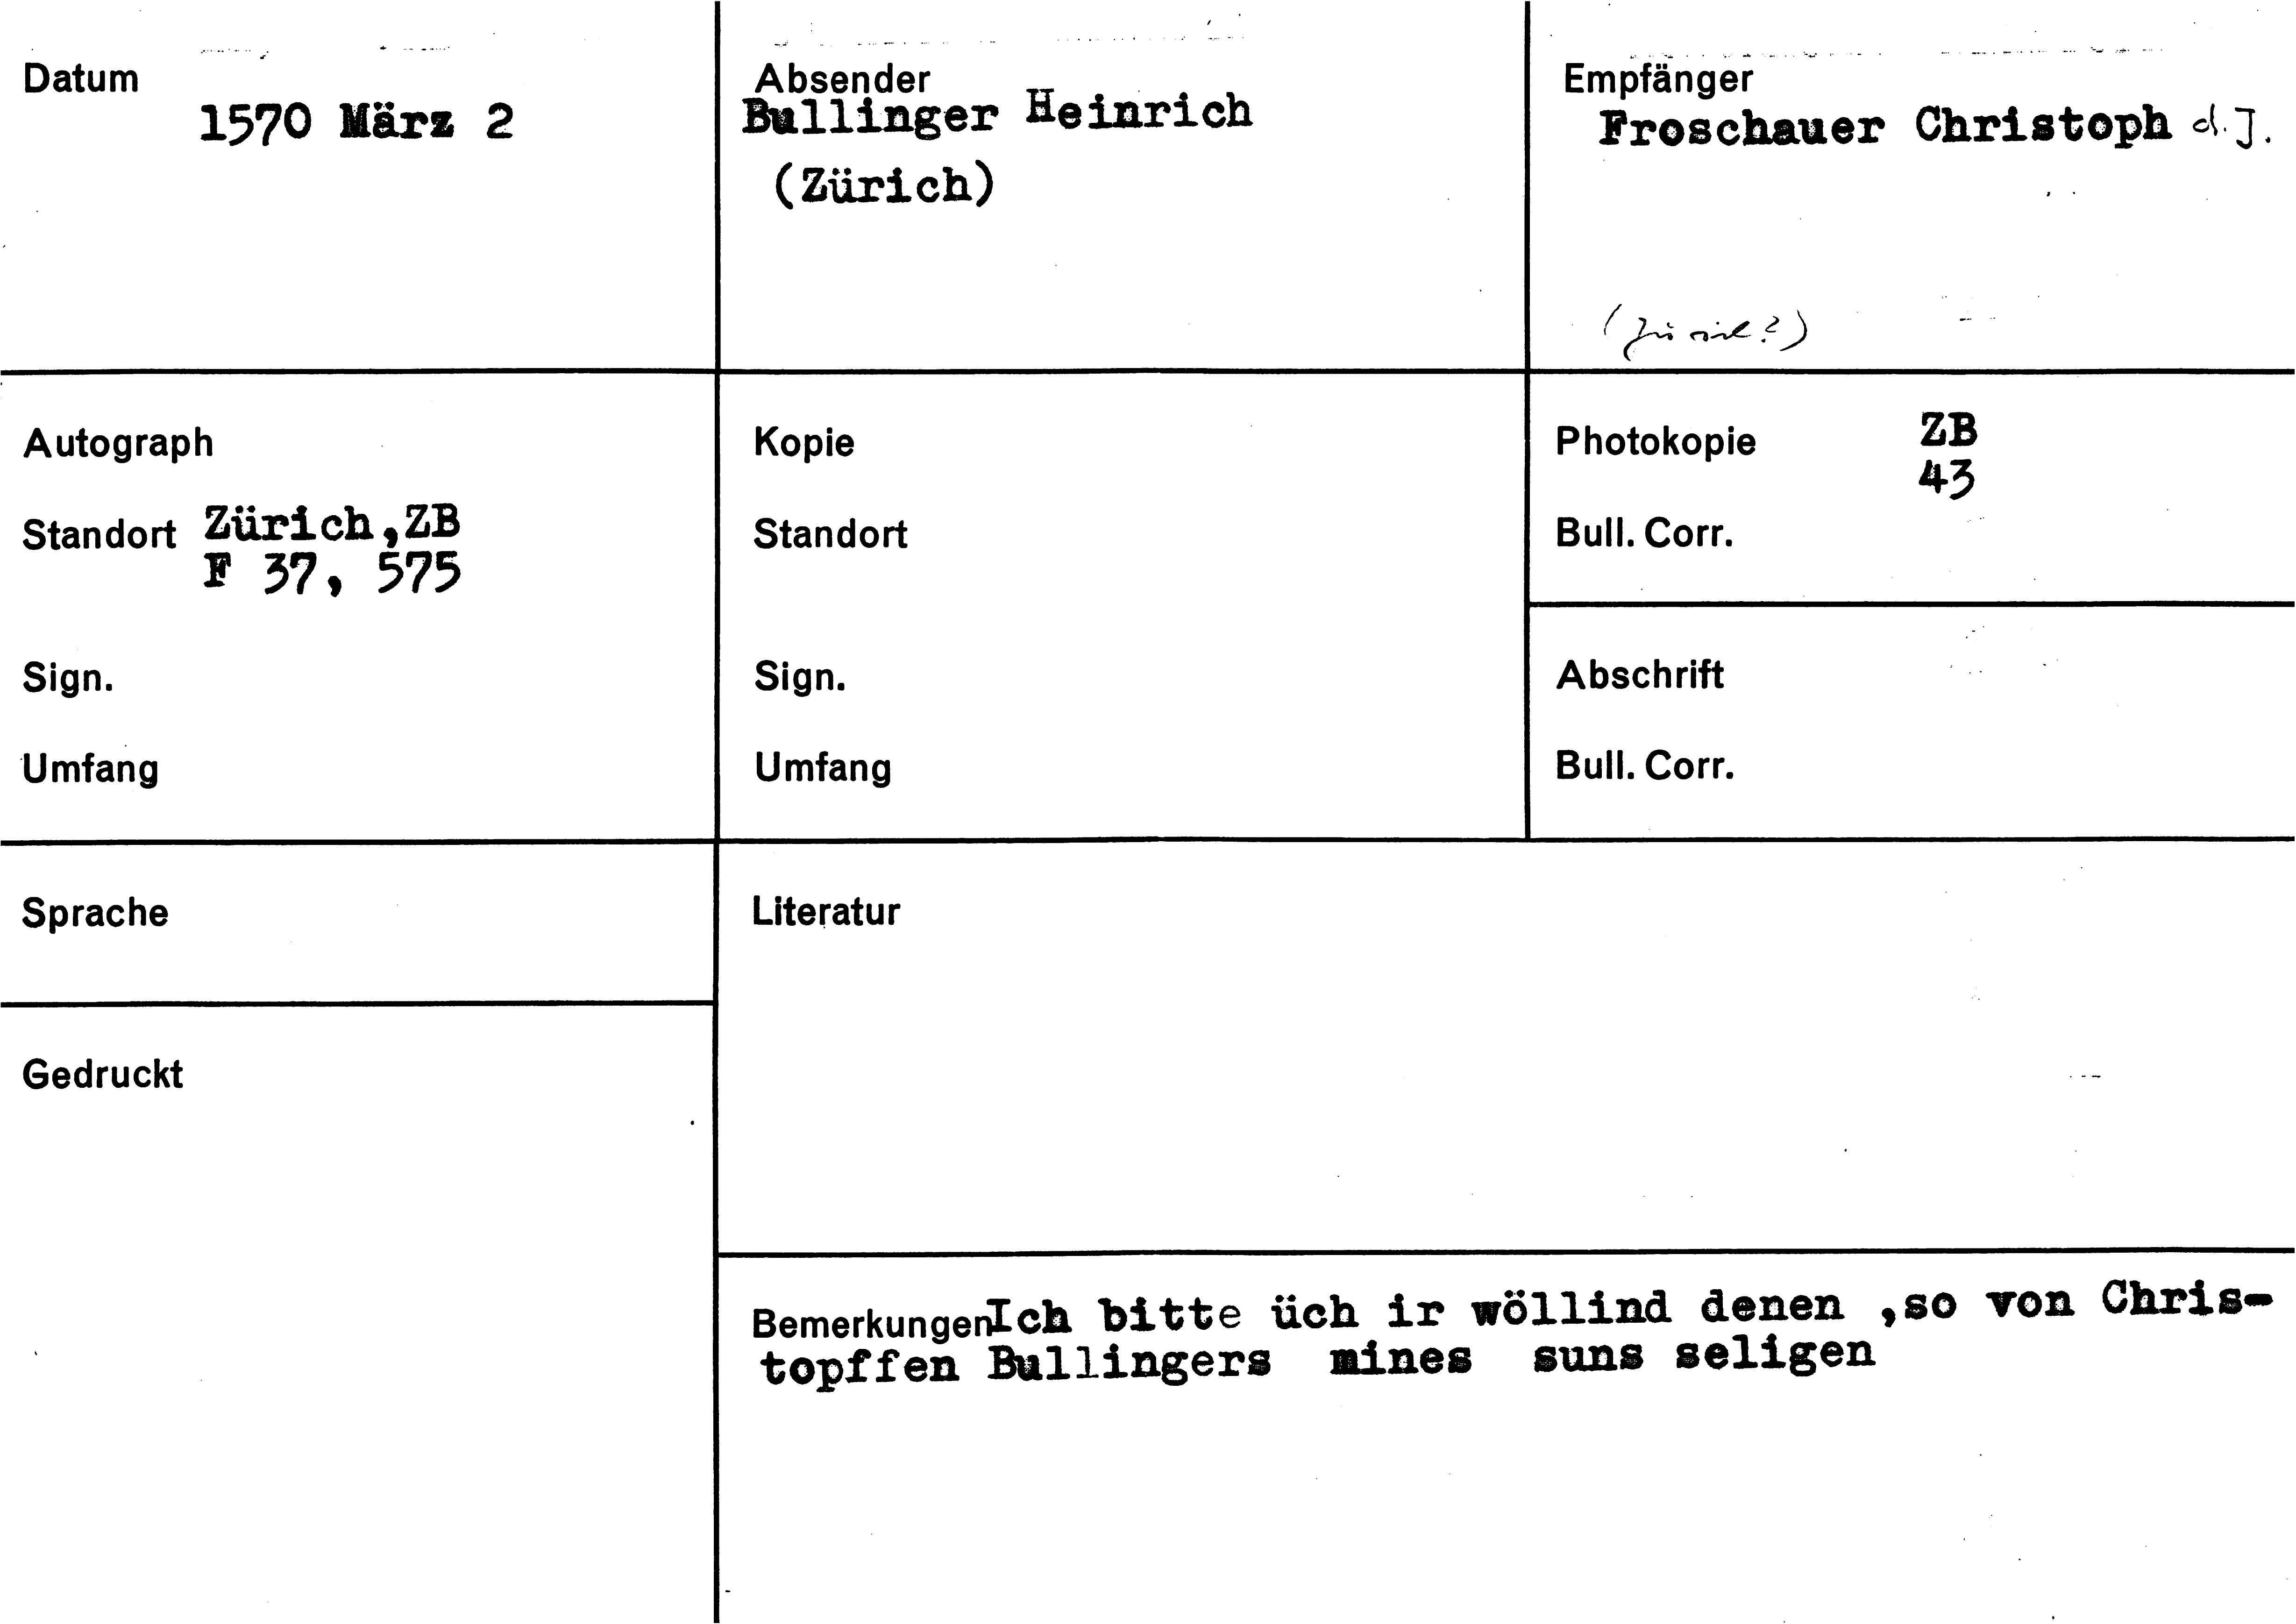 Datum
1570 März 2
Absender
Bullinger Heinrich
(Zürich)
Empfänger
Froschauer Christoph d. J.
(Zürich?)
Autograph
Standort Zürich,ZB
F 37, 575
Sign.
Umfang
Kopie
Standort
Sign.
Umfang
Photokopie ZB
43
Bull. Corr.
Abschrift
Bull. Corr.
Sprache
Gedruckt
Literatur
Bemerkungen Ich bitte üch ir wöllind denen ,so von Chris-
topffen Bullingers mines suns seligen